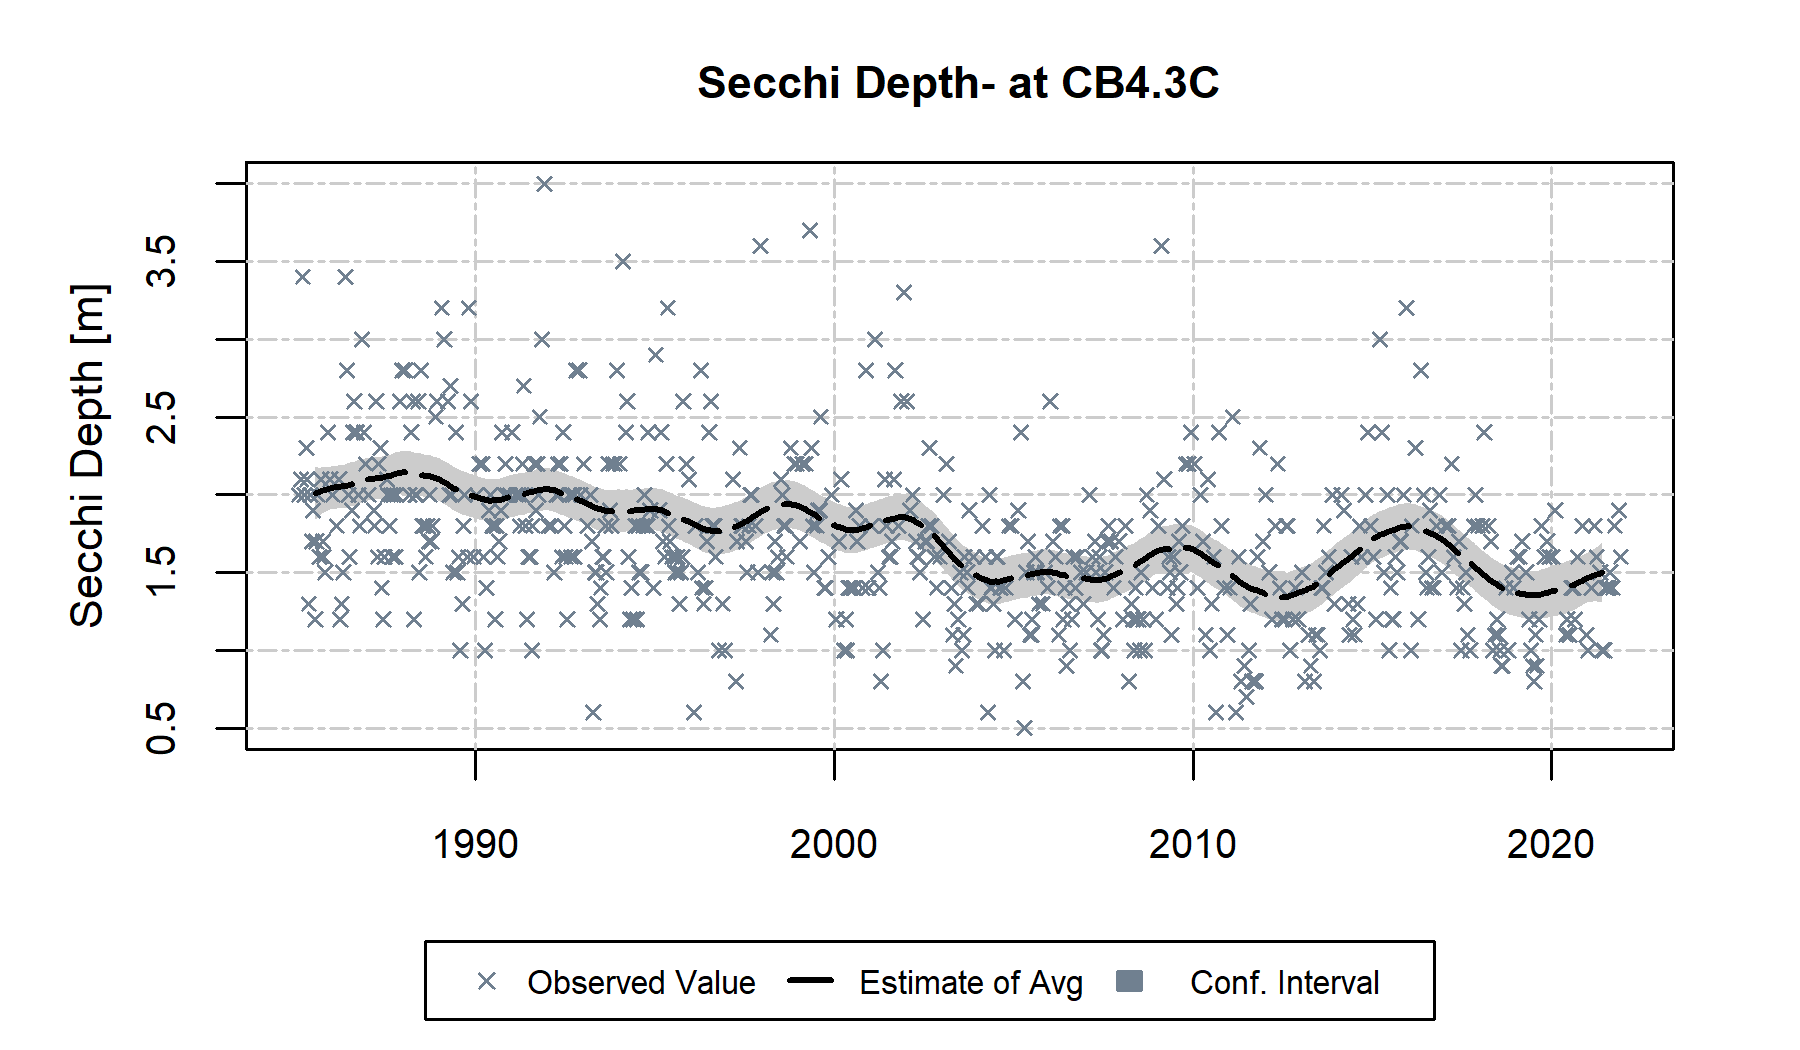 Secchi Depth- at CB4.3C
Secchi Depth [m]
3.5
2.5
1.5
0.5
1990 2000 2010 2020
Observed Value Estimate of Avg Conf. Interval